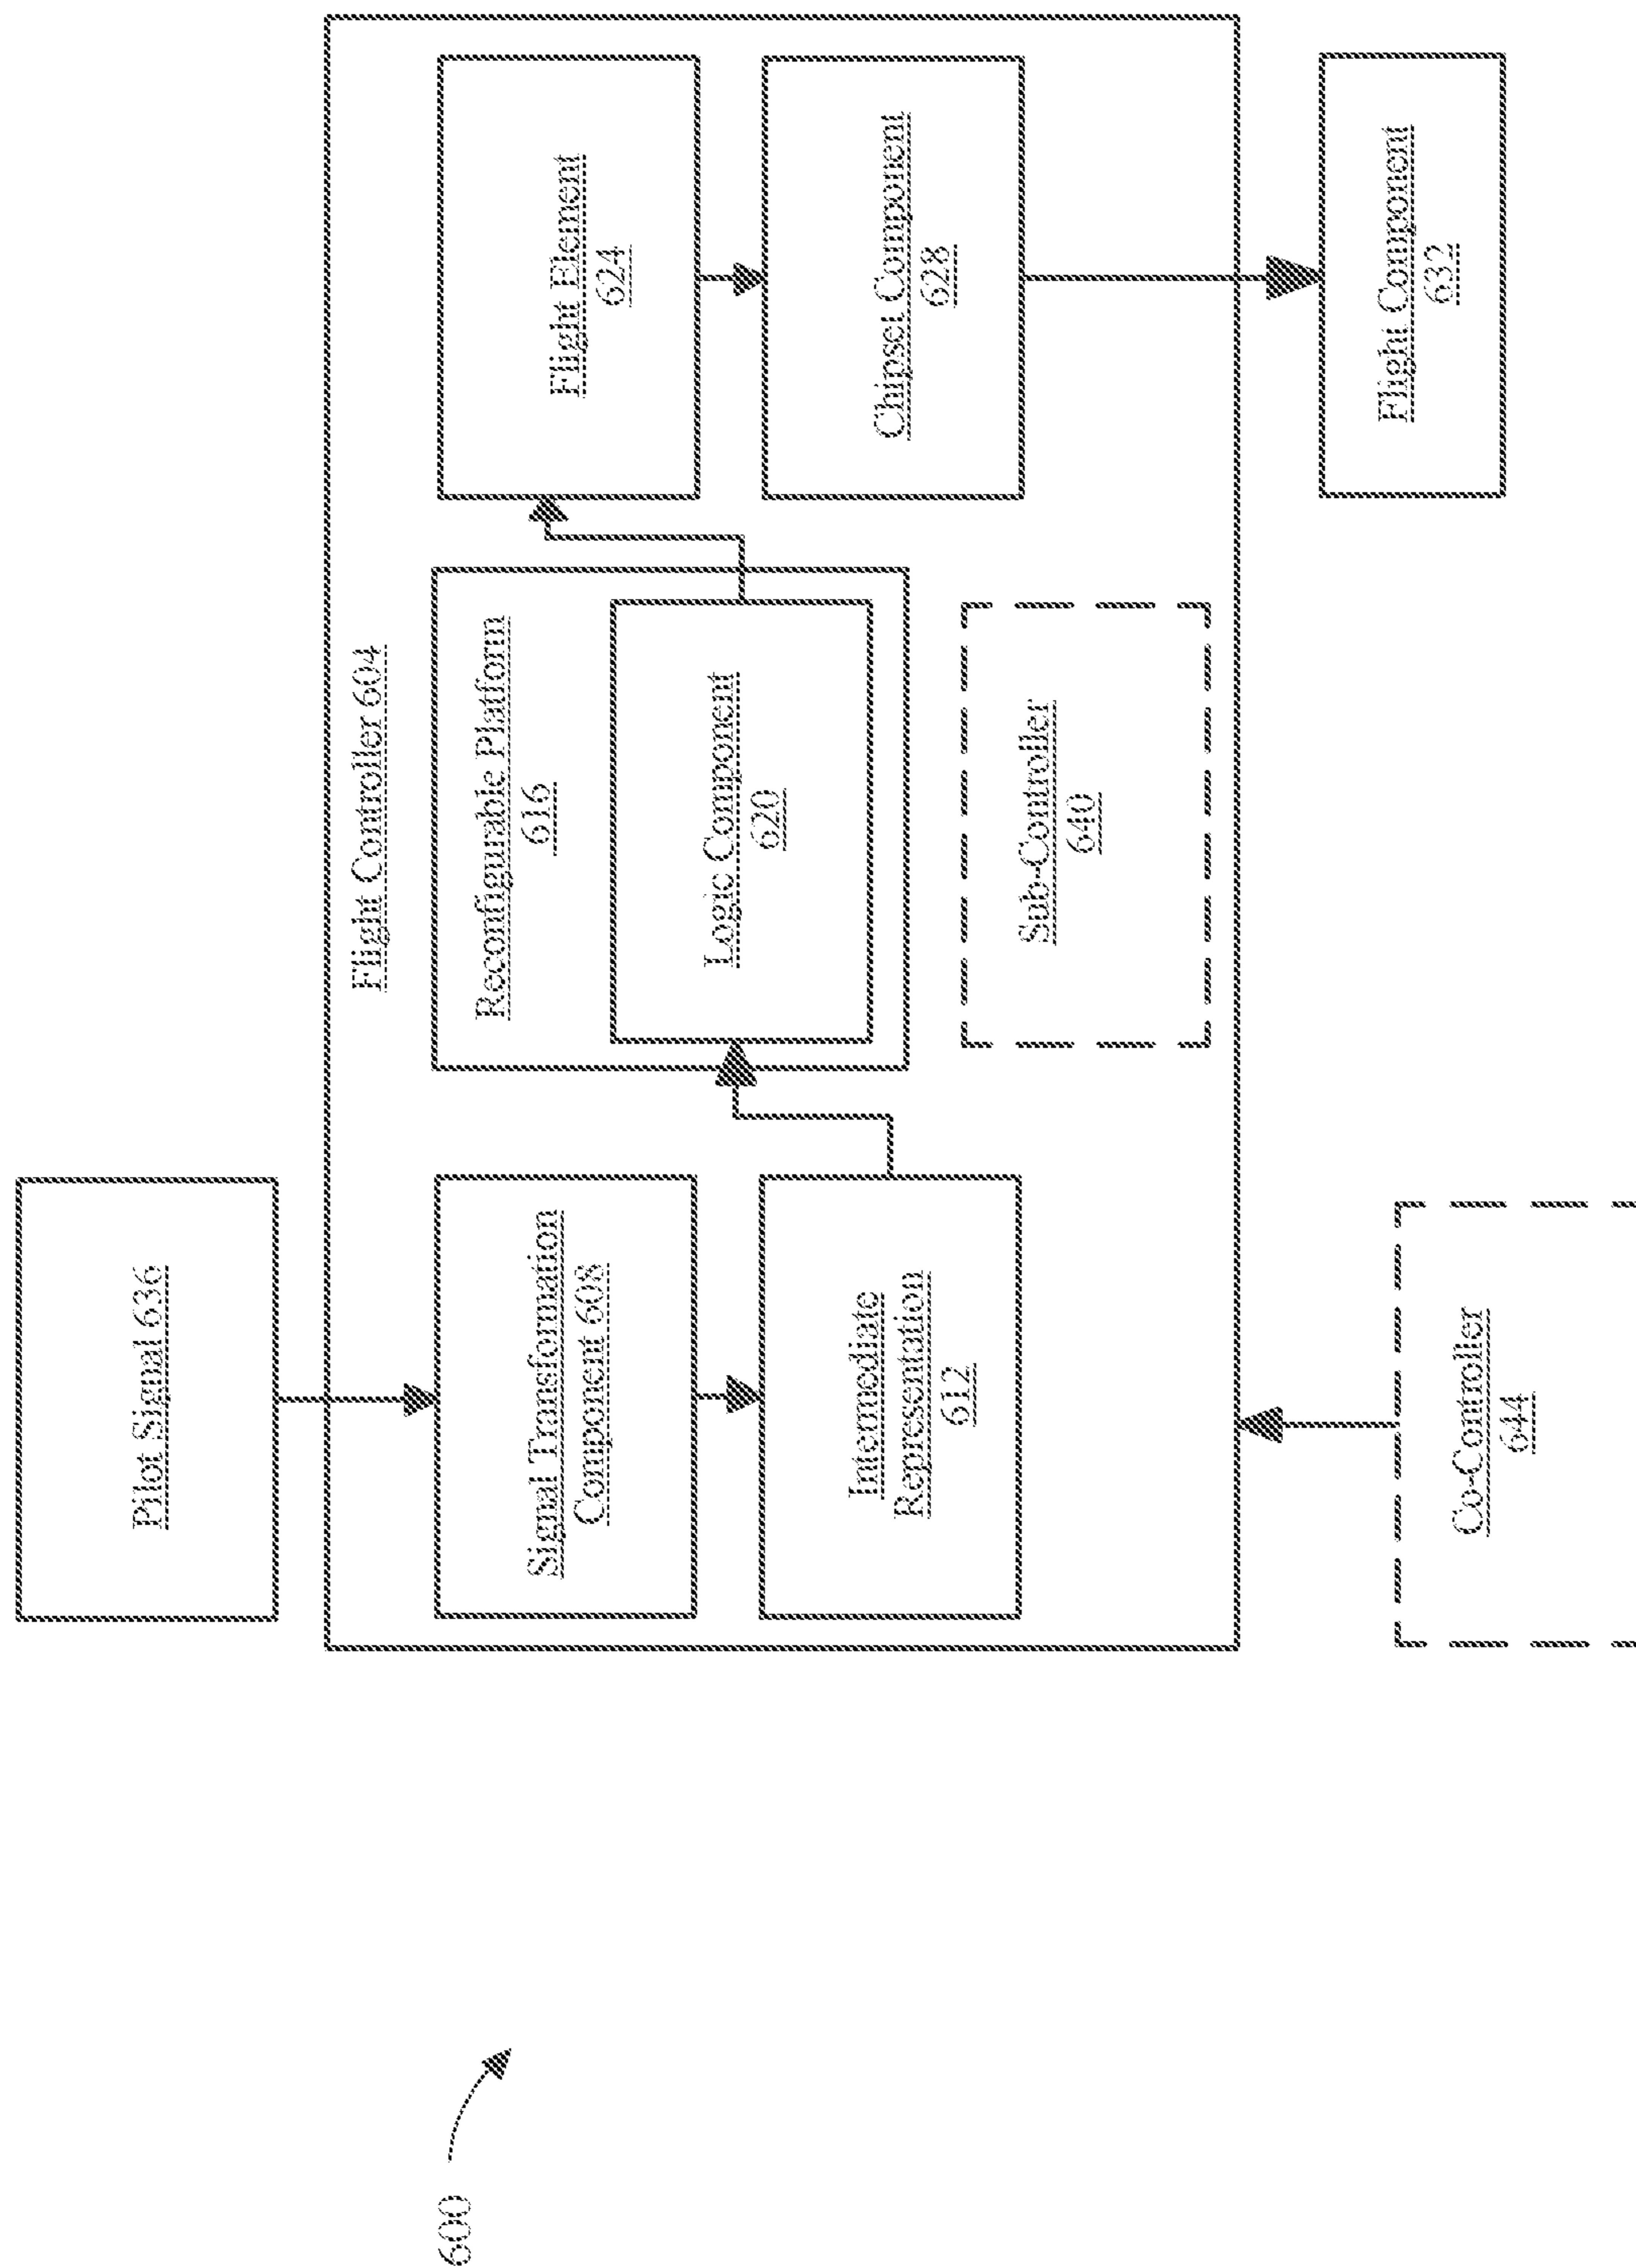 600
Pilot Signal 636
Flight Controller 604
Signal Transformation
Component 608
Intermediate
Representation
612
Reconfigurable Platform
616
Logic Component
620
Sub-Controller
640
Flight Element
624
Chipset Component
628
Flight Component
632
Co-Controller
644